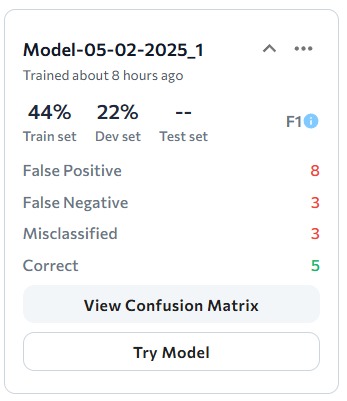 Model-05-02-2025_1
Trained about 8 hours ago
44% 22% --
Train set Dev set Test set
F1
False Positive 8
False Negative 3
Misclassified 3
Correct 5
View Confusion Matrix
Try Model